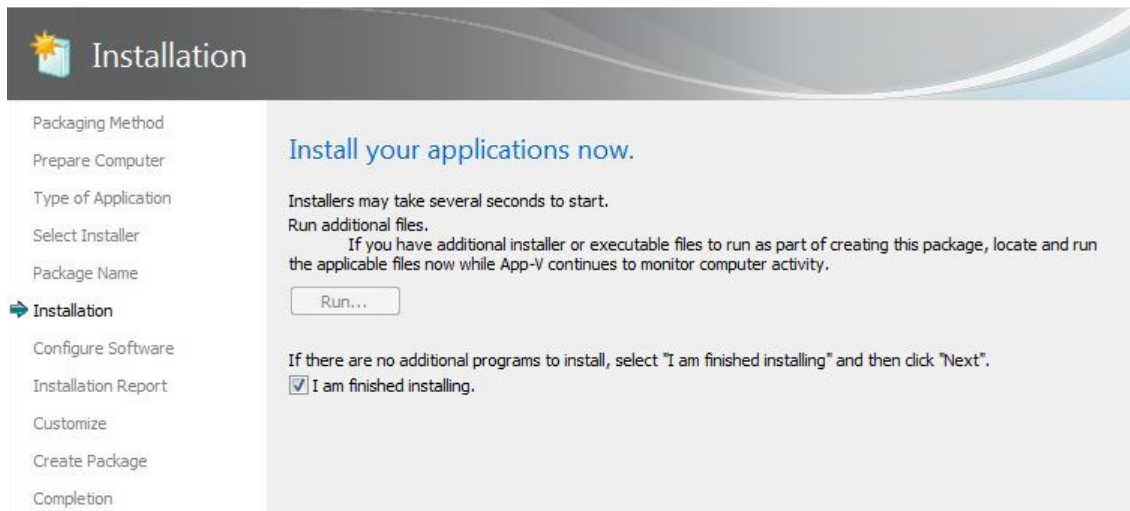 Installation
Packaging Method
Prepare Computer
Type of Application
Select Installer
Package Name
Installation
Configure Software
Installation Report
Customize
Create Package
Completion
Install your applications now.
Installers may take several seconds to start.
Run additional files.
If you have additional installer or executable files to run as part of creating this package, locate and run
the applicable files now while App-V continues to monitor computer activity.
Run...
If there are no additional programs to install, select "I am finished installing" and then click "Next".
I am finished installing.